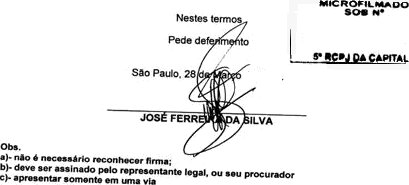 MICROFILMADO
SOB Nº
Nestes termos
Pede deferimento
5º RCPJ DA CAPITAL
São Paulo, 28 de Março
JOSÉ FERREIRA DA SILVA
Obs.
a)- não é necessário reconhecer firma;
b)- deve ser assinado pelo representante legal, ou seu procurador
c)- apresentar somente em uma via